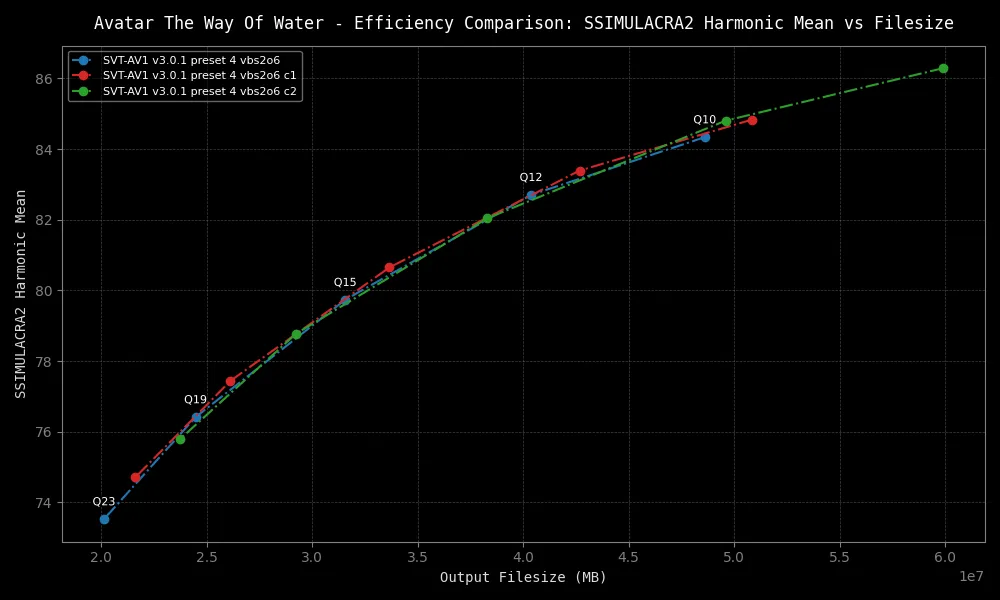 Avatar The Way Of Water - Efficiency Comparison: SSIMULACRA2 Harmonic Mean vs Filesize
SVT-AV1 v3.0.1 preset 4 vbs2o6
SVT-AV1 v3.0.1 preset 4 vbs2o6 c1
SVT-AV1 v3.0.1 preset 4 vbs2o6 c2
SSIMULACRA2 Harmonic Mean
86
84
82
80
78
76
74
Q10
Q12
Q15
Q19
Q23
2.0 2.5 3.0 3.5 4.0 4.5 5.0 5.5 6.0
1e7
Output Filesize (MB)